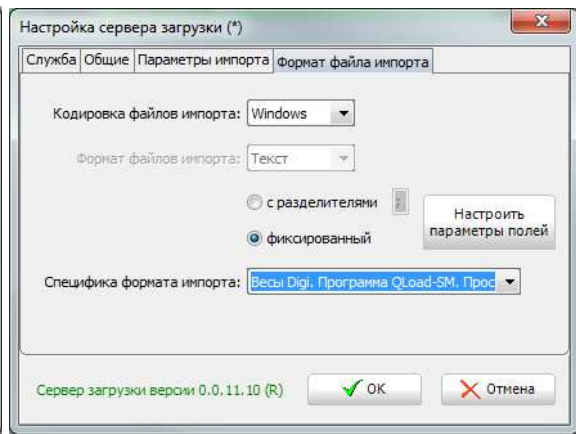 Настройка сервера загрузки (*)
Служба Общие Параметры импорта Формат файла импорта
Кодировка файлов импорта: Windows
Формат файлов импорта: Текст
с разделителями
фиксированный
Настроить
параметры полей
Специфика формата импорта: Весы Digi. Программа QLoad-SM. Прос
Сервер загрузки версии 0.0.11.10 (R) OK Отмена